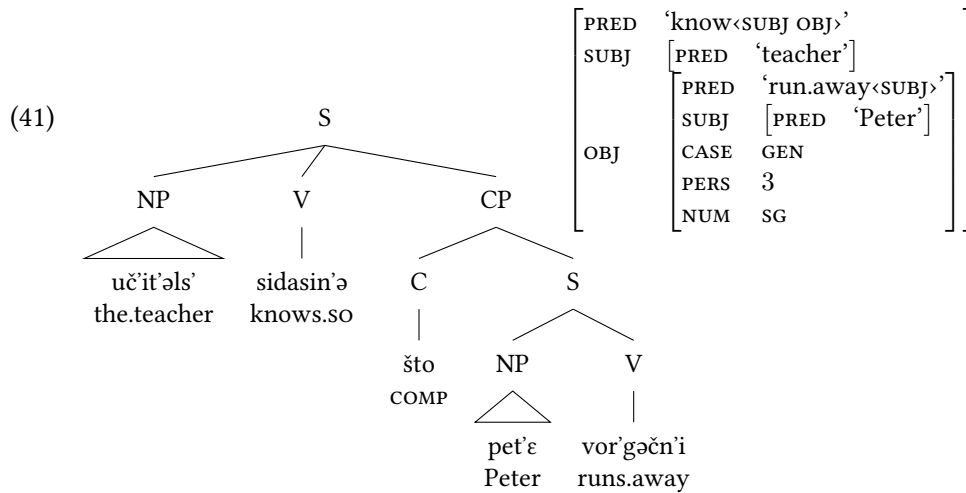 (41)
S
NP V CP
uč’it’əls’ sidasin’ə C S
the.teacher knows.SO
što NP V
COMP
pet’ɛ vor’gəčn’i
Peter runs.away
PRED ‘know‹SUBJ OBJ›’
SUBJ [PRED ‘teacher’]
OBJ
PRED ‘run.away‹SUBJ›’
SUBJ [PRED ‘Peter’]
CASE GEN
PERS 3
NUM SG